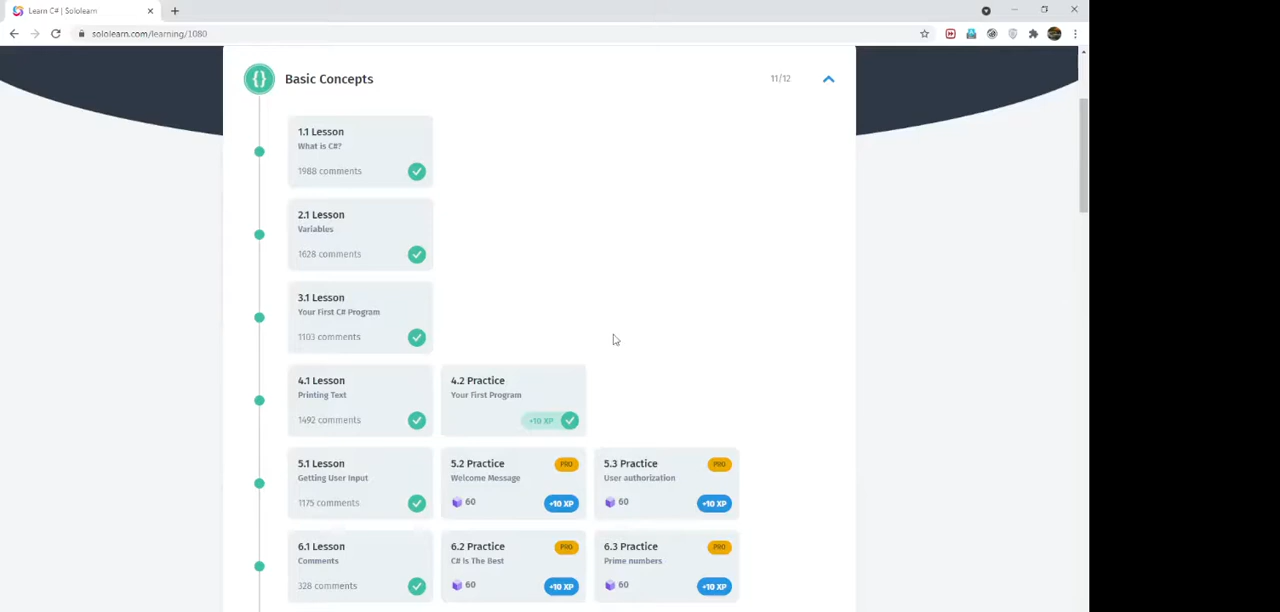 Learn C# | Sololearn
sololearn.com/learning/1080
Basic Concepts
11/12
1.1 Lesson
What is C#?
1988 comments
2.1 Lesson
Variables
1628 comments
3.1 Lesson
Your First C# Program
1103 comments
4.1 Lesson
Printing Text
1492 comments
4.2 Practice
Your First Program
+10 XP
5.1 Lesson
Getting User Input
1175 comments
5.2 Practice
PRO
Welcome Message
60
+10 XP
5.3 Practice
PRO
User authorization
60
+10 XP
6.1 Lesson
Comments
328 comments
6.2 Practice
PRO
C# Is The Best
60
+10 XP
6.3 Practice
PRO
Prime numbers
60
+10 XP